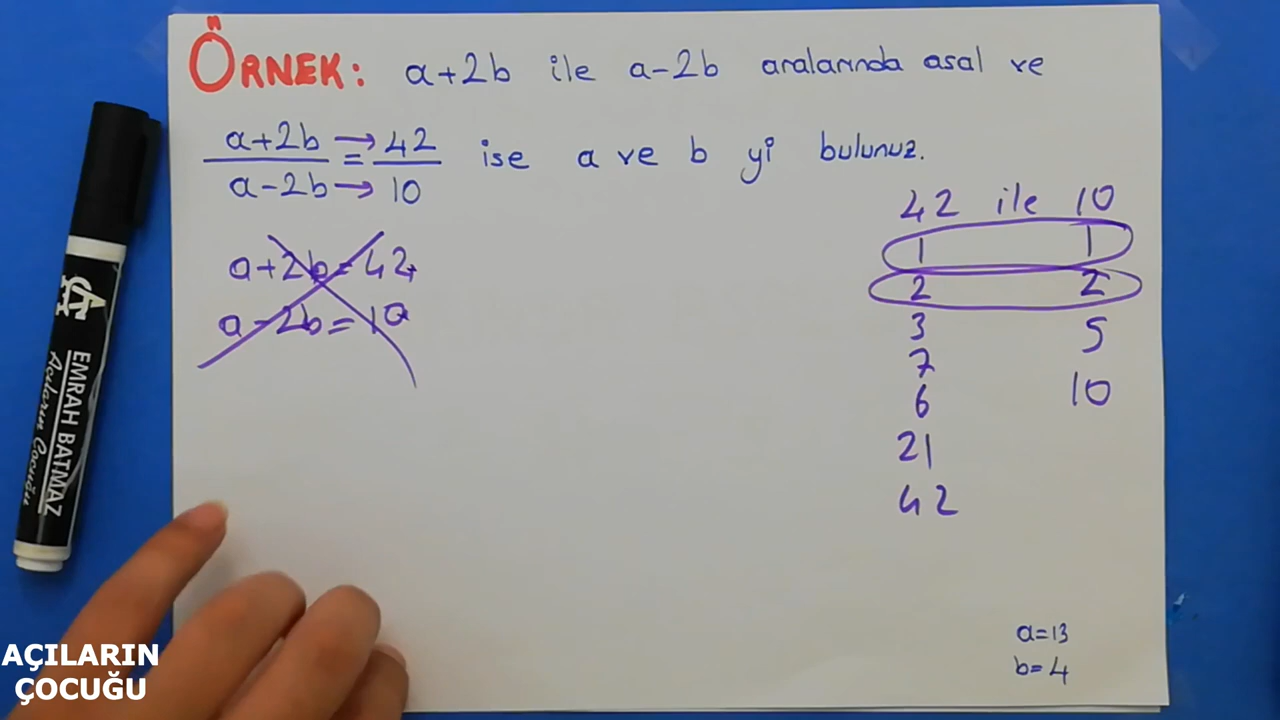 ÖRNEK: a+2b ile a-2b aralarında asal ve
a+2b → = 42 ise a ve b yi bulunuz.
a-2b → 10
a+2b=42
a-2b=10
42 ile 10
1 1
2 2
3 5
7 10
6
21
42
a=13
b=4
EMRAH BATMAZ
Açıların Çocuğu
AÇILARIN
ÇOCUĞU